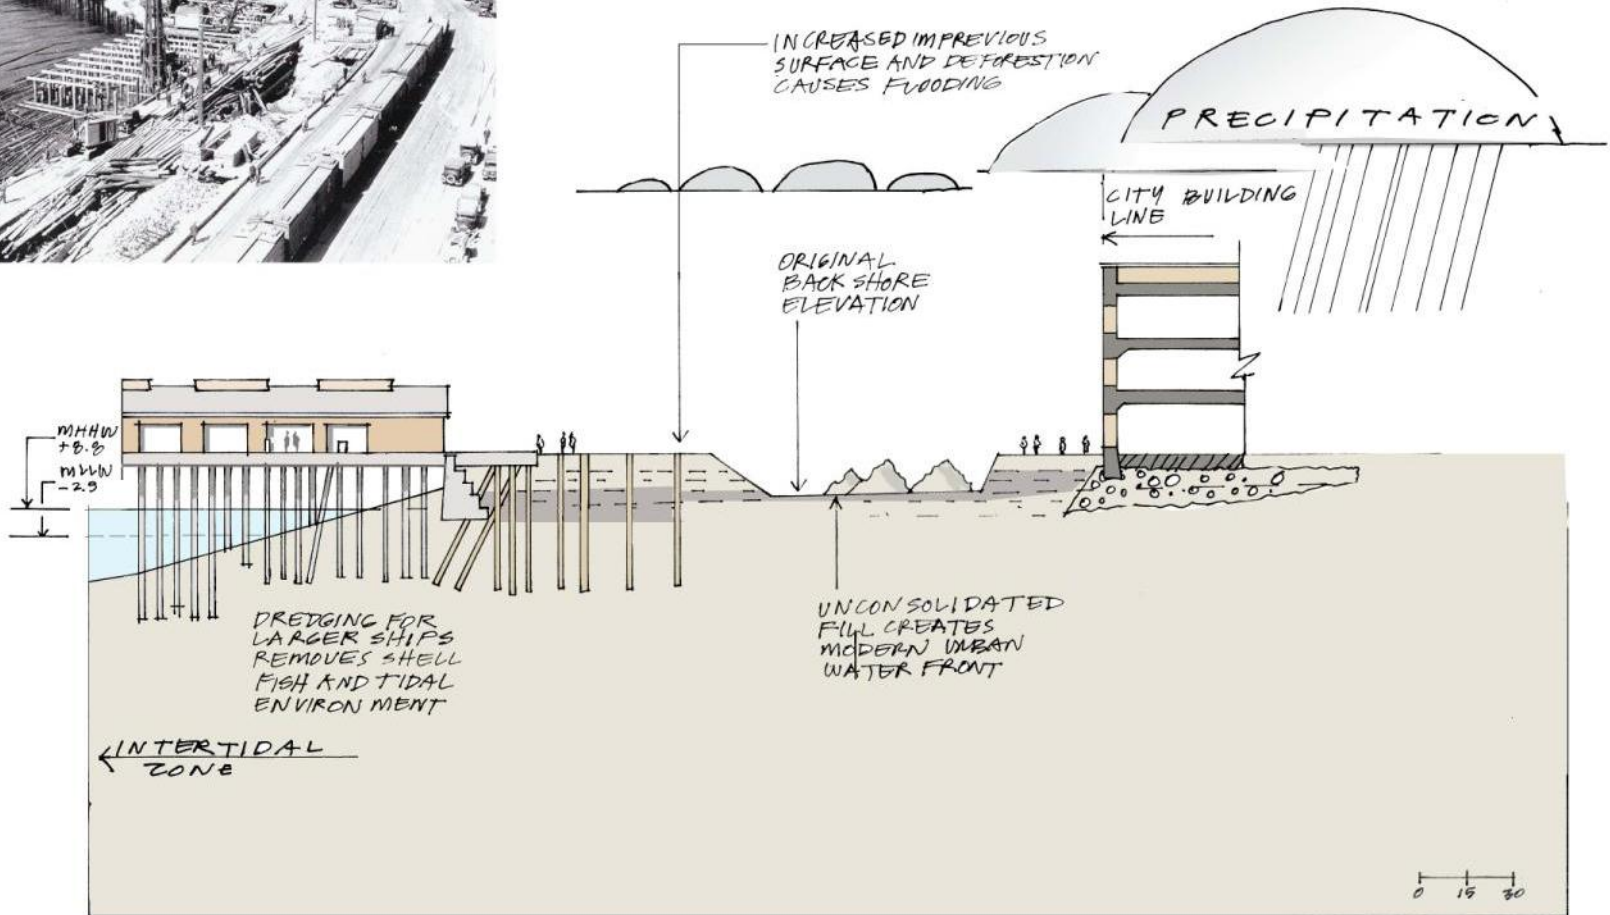 INCREASED IMPREVIOUS
SURFACE AND DEFORESTION
CAUSES FLOODING
PRECIPITATION
CITY BUILDING
LINE
ORIGINAL
BACK SHORE
ELEVATION
MHHW
+8.8
MLLW
-2.9
DREDGING FOR
LARGER SHIPS
REMOVES SHELL
FISH AND TIDAL
ENVIRONMENT
UNCONSOLIDATED
FILL CREATES
MODERN URBAN
WATER FRONT
INTERTIDAL
ZONE
0 15 30